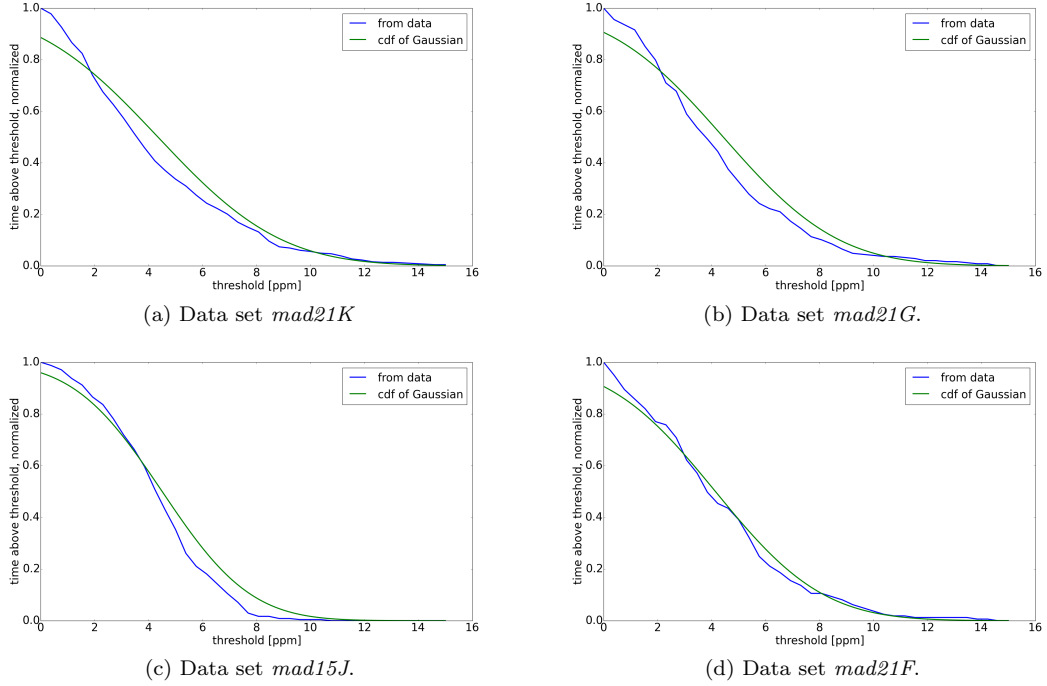 time above threshold, normalized
1.0
0.8
0.6
0.4
0.2
0.0
from data
cdf of Gaussian
0 2 4 6 8 10 12 14 16
threshold [ppm]
(a) Data set mad21K
time above threshold, normalized
1.0
0.8
0.6
0.4
0.2
0.0
from data
cdf of Gaussian
0 2 4 6 8 10 12 14 16
threshold [ppm]
(b) Data set mad21G.
time above threshold, normalized
1.0
0.8
0.6
0.4
0.2
0.0
from data
cdf of Gaussian
0 2 4 6 8 10 12 14 16
threshold [ppm]
(c) Data set mad15J.
time above threshold, normalized
1.0
0.8
0.6
0.4
0.2
0.0
from data
cdf of Gaussian
0 2 4 6 8 10 12 14 16
threshold [ppm]
(d) Data set mad21F.